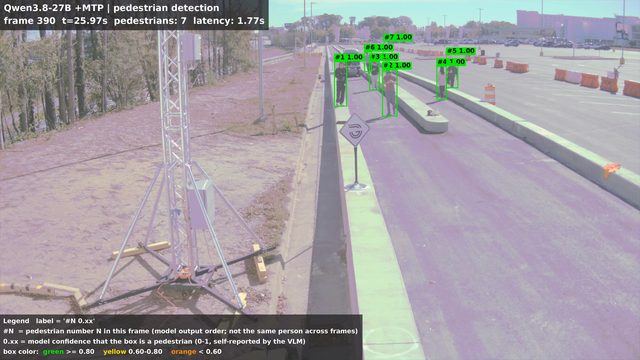 Qwen3.8-27B +MTP | pedestrian detection
frame 390 t=25.97s pedestrians: 7 latency: 1.77s
#7 1.00
#6 1.00
#5 1.00
#1 1.00
#3 1.00
#4 1.00
#2 1.00
Legend label = '#N 0.xx'
#N = pedestrian number N in this frame (model output order; not the same person across frames)
0.xx = model confidence that the box is a pedestrian (0-1, self-reported by the VLM)
box color: green >= 0.80 yellow 0.60-0.80 orange < 0.60